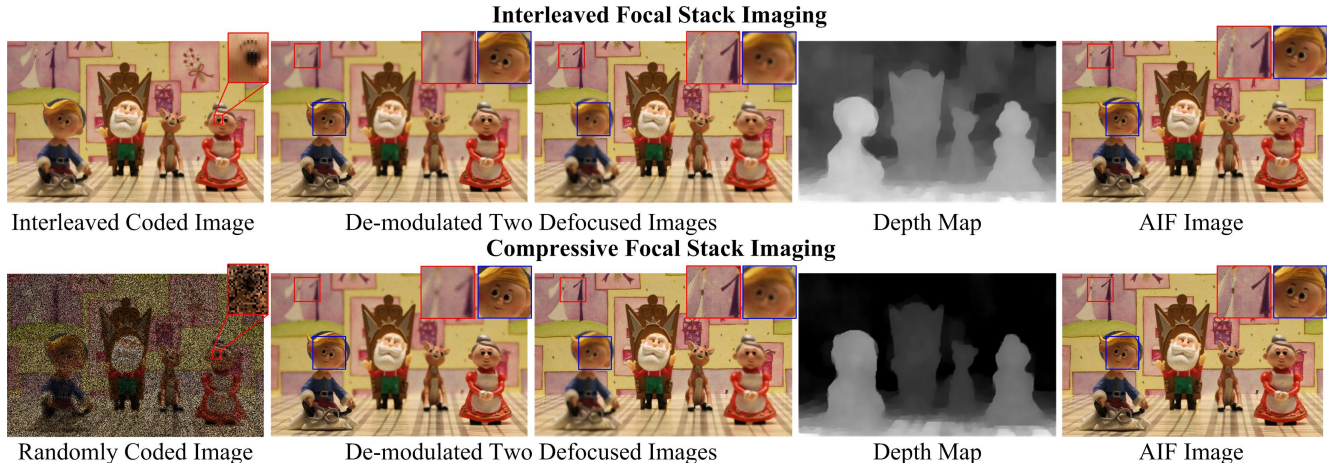 Interleaved Focal Stack Imaging
Interleaved Coded Image
De-modulated Two Defocused Images
Depth Map
AIF Image
Compressive Focal Stack Imaging
Randomly Coded Image
De-modulated Two Defocused Images
Depth Map
AIF Image